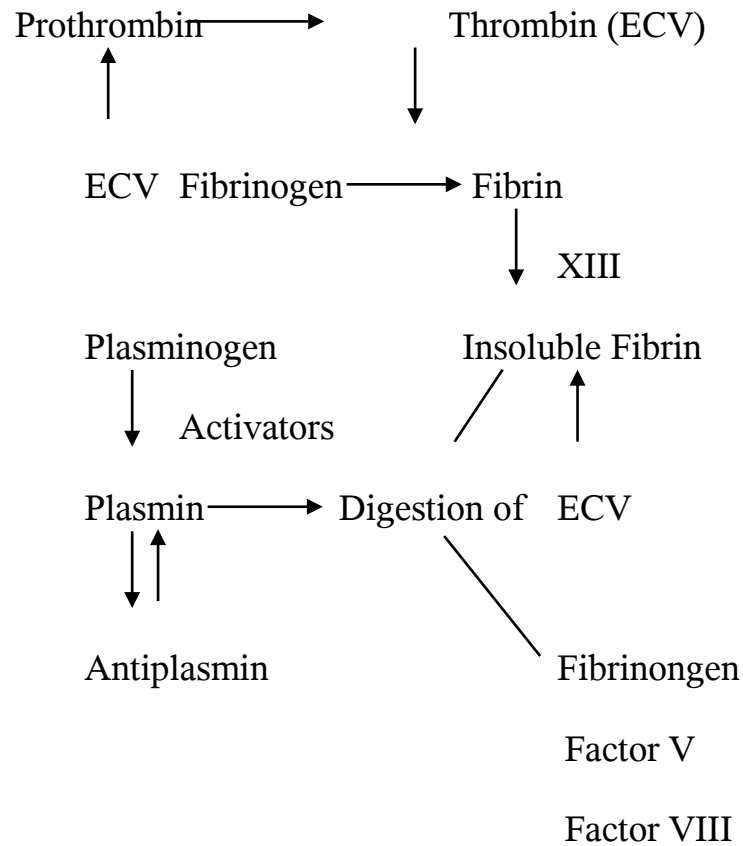 Prothrombin Thrombin (ECV)
ECV Fibrinogen Fibrin
XIII
Plasminogen Insoluble Fibrin
Activators
Plasmin Digestion of ECV
Antiplasmin Fibrinongen
Factor V
Factor VIII